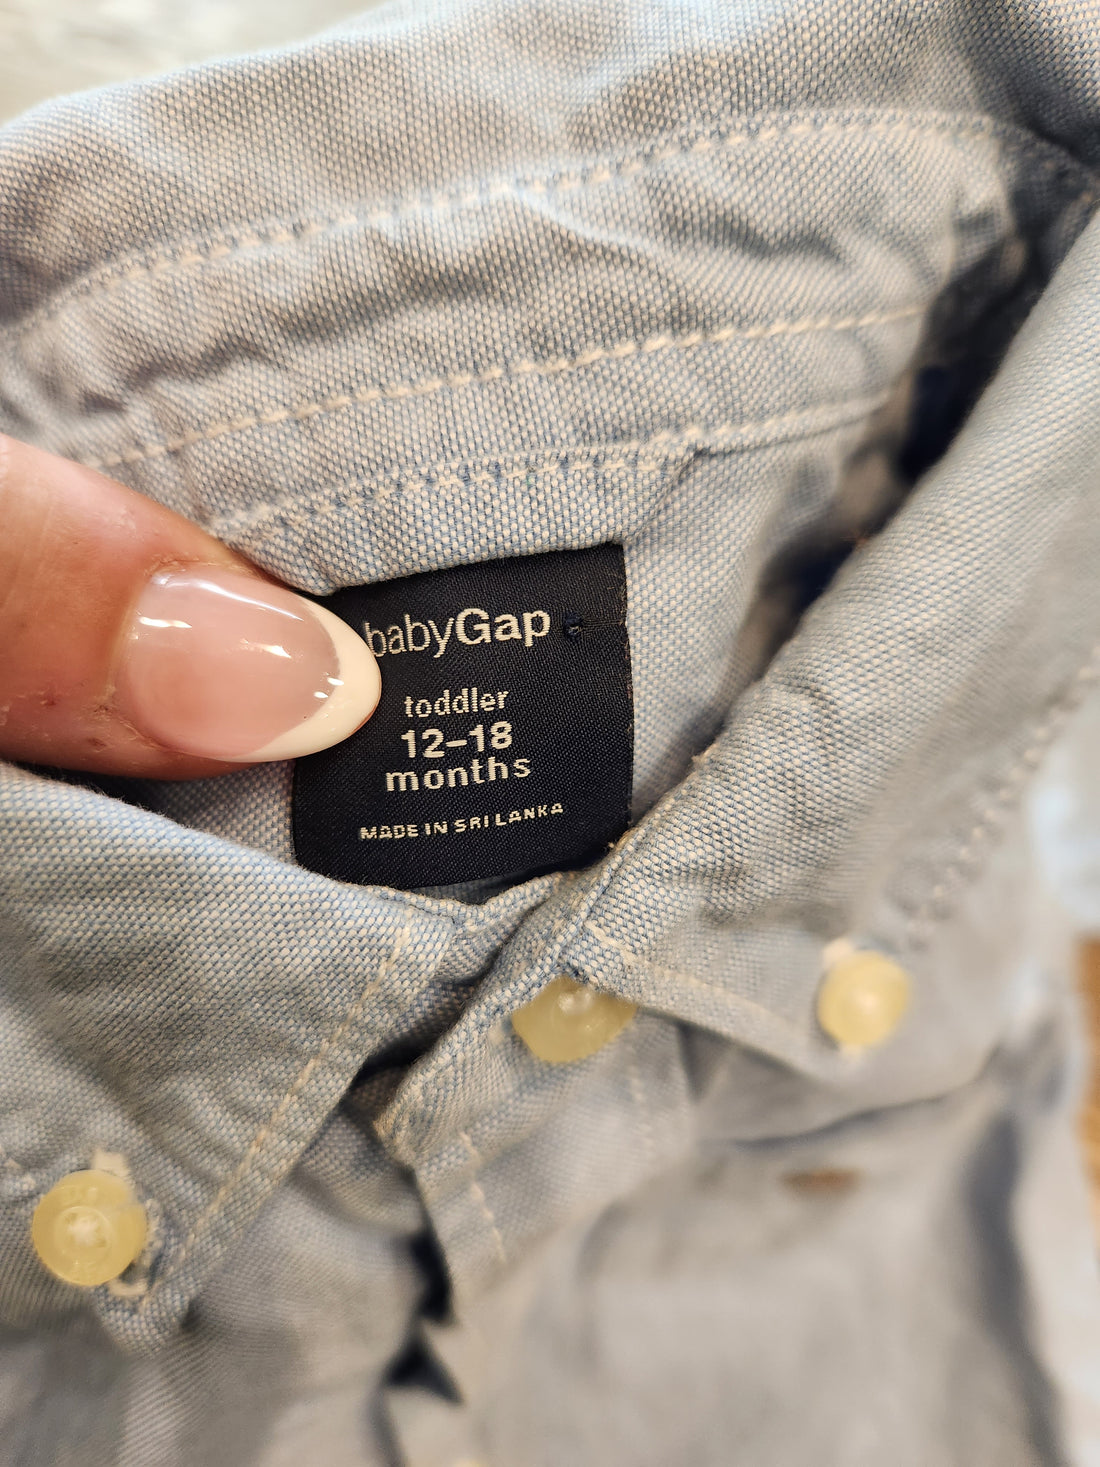 babyGap
toddler
12-18
months
MADE IN SRI LANKA